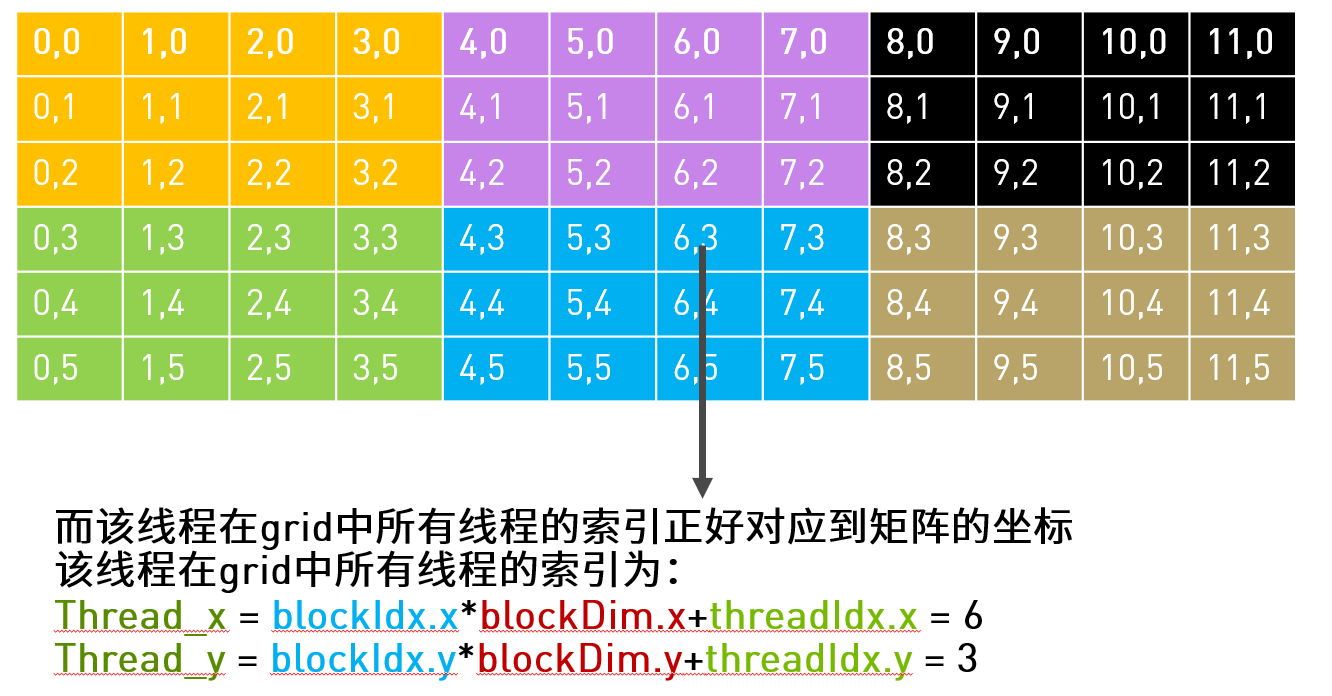 0,0 1,0 2,0 3,0 4,0 5,0 6,0 7,0 8,0 9,0 10,0 11,0
0,1 1,1 2,1 3,1 4,1 5,1 6,1 7,1 8,1 9,1 10,1 11,1
0,2 1,2 2,2 3,2 4,2 5,2 6,2 7,2 8,2 9,2 10,2 11,2
0,3 1,3 2,3 3,3 4,3 5,3 6,3 7,3 8,3 9,3 10,3 11,3
0,4 1,4 2,4 3,4 4,4 5,4 6,4 7,4 8,4 9,4 10,4 11,4
0,5 1,5 2,5 3,5 4,5 5,5 6,5 7,5 8,5 9,5 10,5 11,5
而该线程在grid中所有线程的索引正好对应到矩阵的坐标
该线程在grid中所有线程的索引为：
Thread_x = blockIdx.x*blockDim.x+threadIdx.x = 6
Thread_y = blockIdx.y*blockDim.y+threadIdx.y = 3